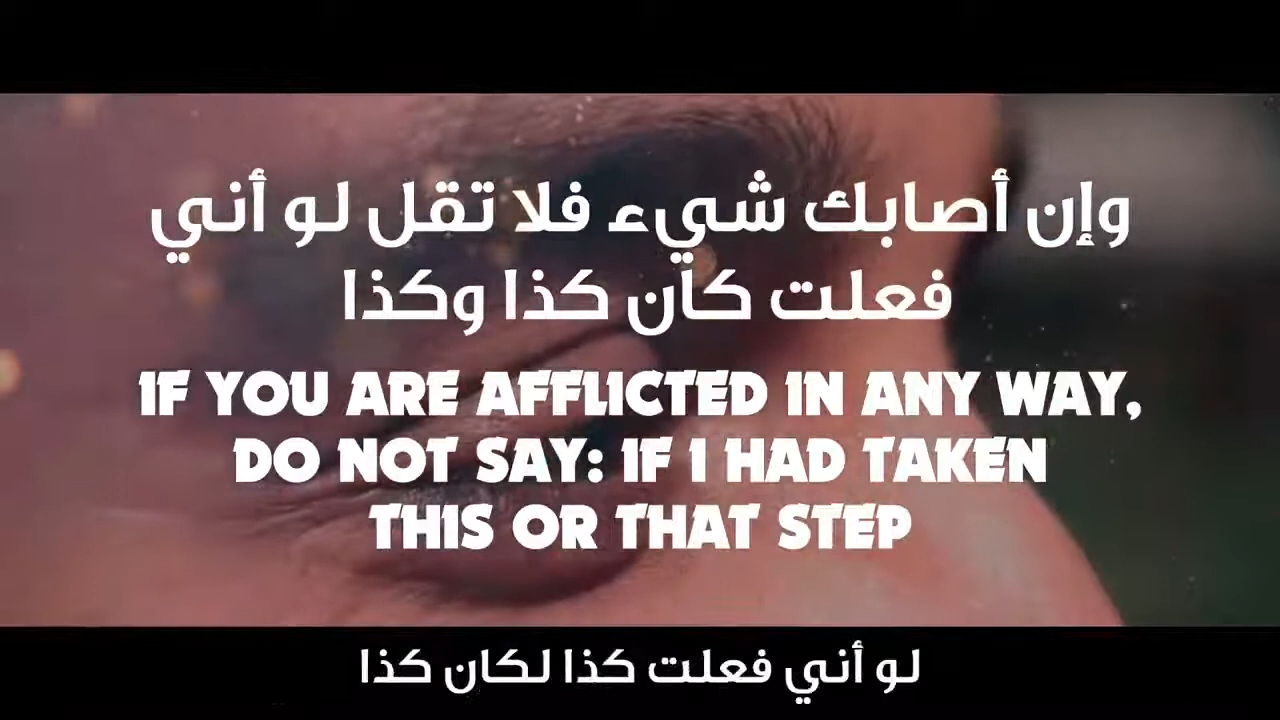 وإن أصابك شيء فلا تقل لو أني
فعلت كان كذا وكذا
IF YOU ARE AFFLICTED IN ANY WAY,
DO NOT SAY: IF I HAD TAKEN
THIS OR THAT STEP
لو أني فعلت كذا لكان كذا